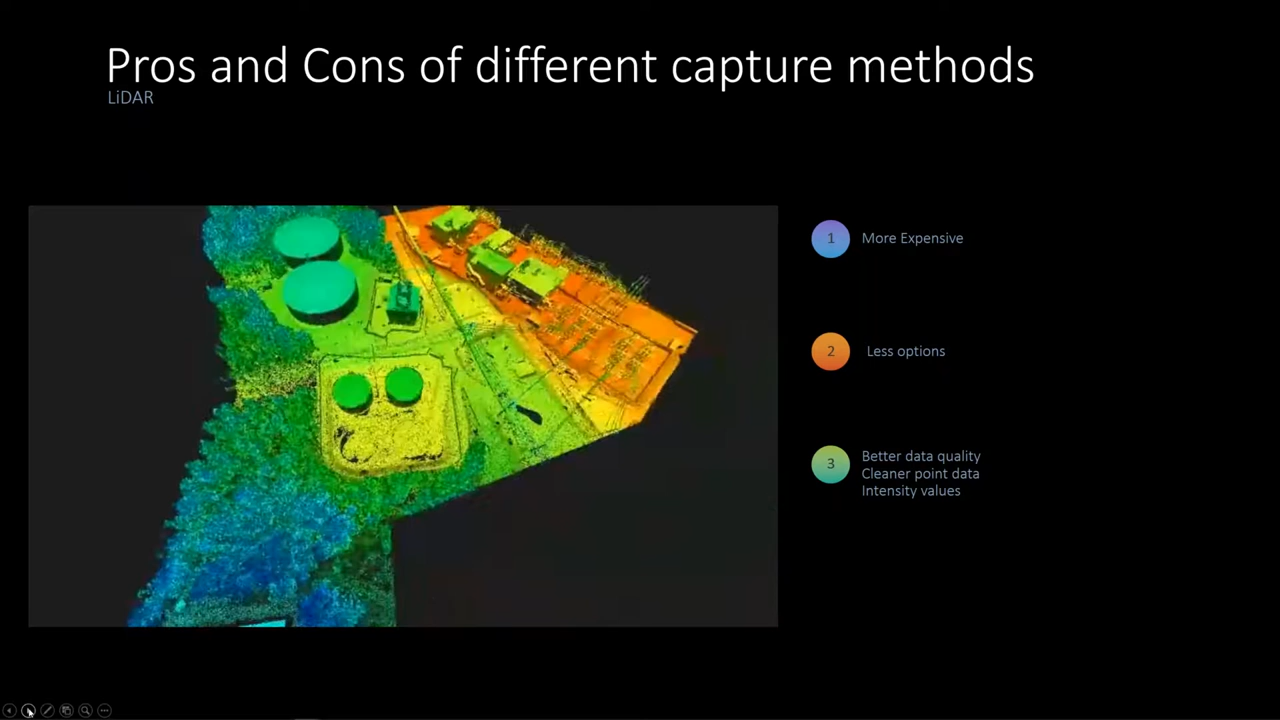 Pros and Cons of different capture methods
LiDAR
1 More Expensive
2 Less options
3 Better data quality
Cleaner point data
Intensity values